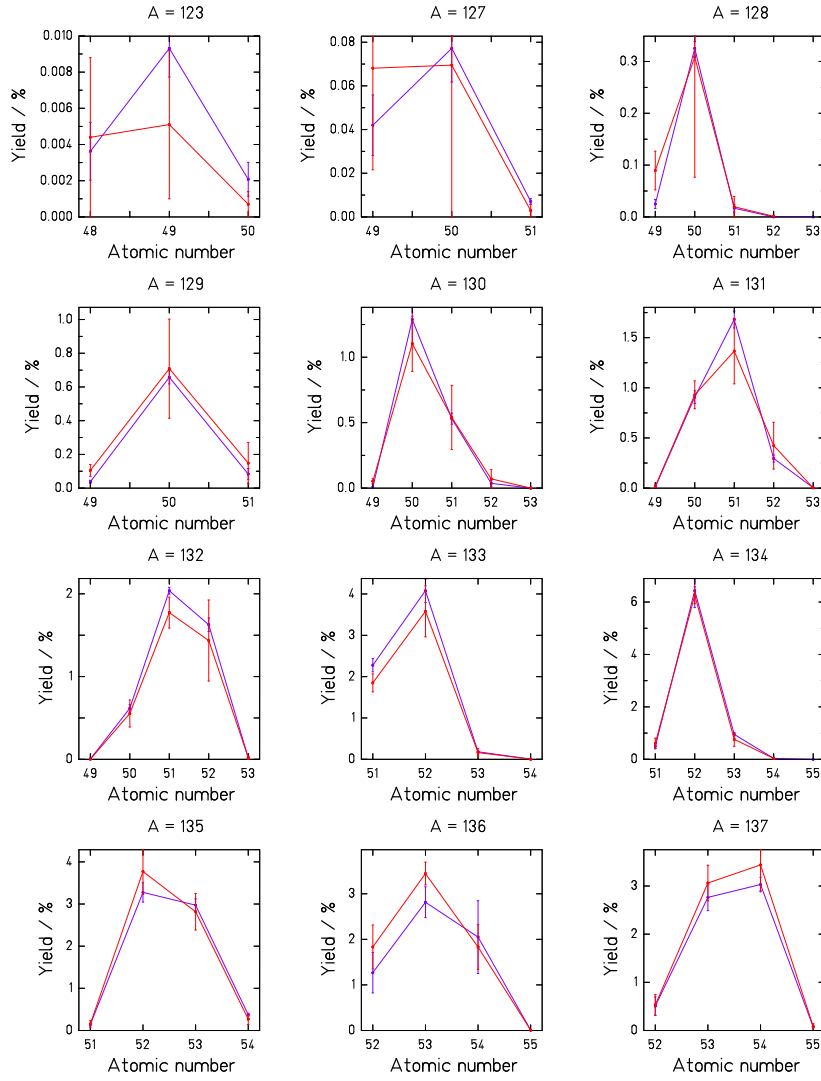 A = 123
0.010
0.008
0.006
0.004
0.002
0.000
Yield / %
48 49 50
Atomic number
A = 127
0.08
0.06
0.04
0.02
0.00
Yield / %
49 50 51
Atomic number
A = 128
0.3
0.2
0.1
0.0
Yield / %
49 50 51 52 53
Atomic number
A = 129
1.0
0.8
0.6
0.4
0.2
0.0
Yield / %
49 50 51
Atomic number
A = 130
1.0
0.5
0.0
Yield / %
49 50 51 52 53
Atomic number
A = 131
1.5
1.0
0.5
0.0
Yield / %
49 50 51 52 53
Atomic number
A = 132
2
1
0
Yield / %
49 50 51 52 53
Atomic number
A = 133
4
3
2
1
0
Yield / %
51 52 53 54
Atomic number
A = 134
6
4
2
0
Yield / %
51 52 53 54 55
Atomic number
A = 135
4
3
2
1
0
Yield / %
51 52 53 54
Atomic number
A = 136
3
2
1
0
Yield / %
52 53 54 55
Atomic number
A = 137
3
2
1
0
Yield / %
52 53 54 55
Atomic number